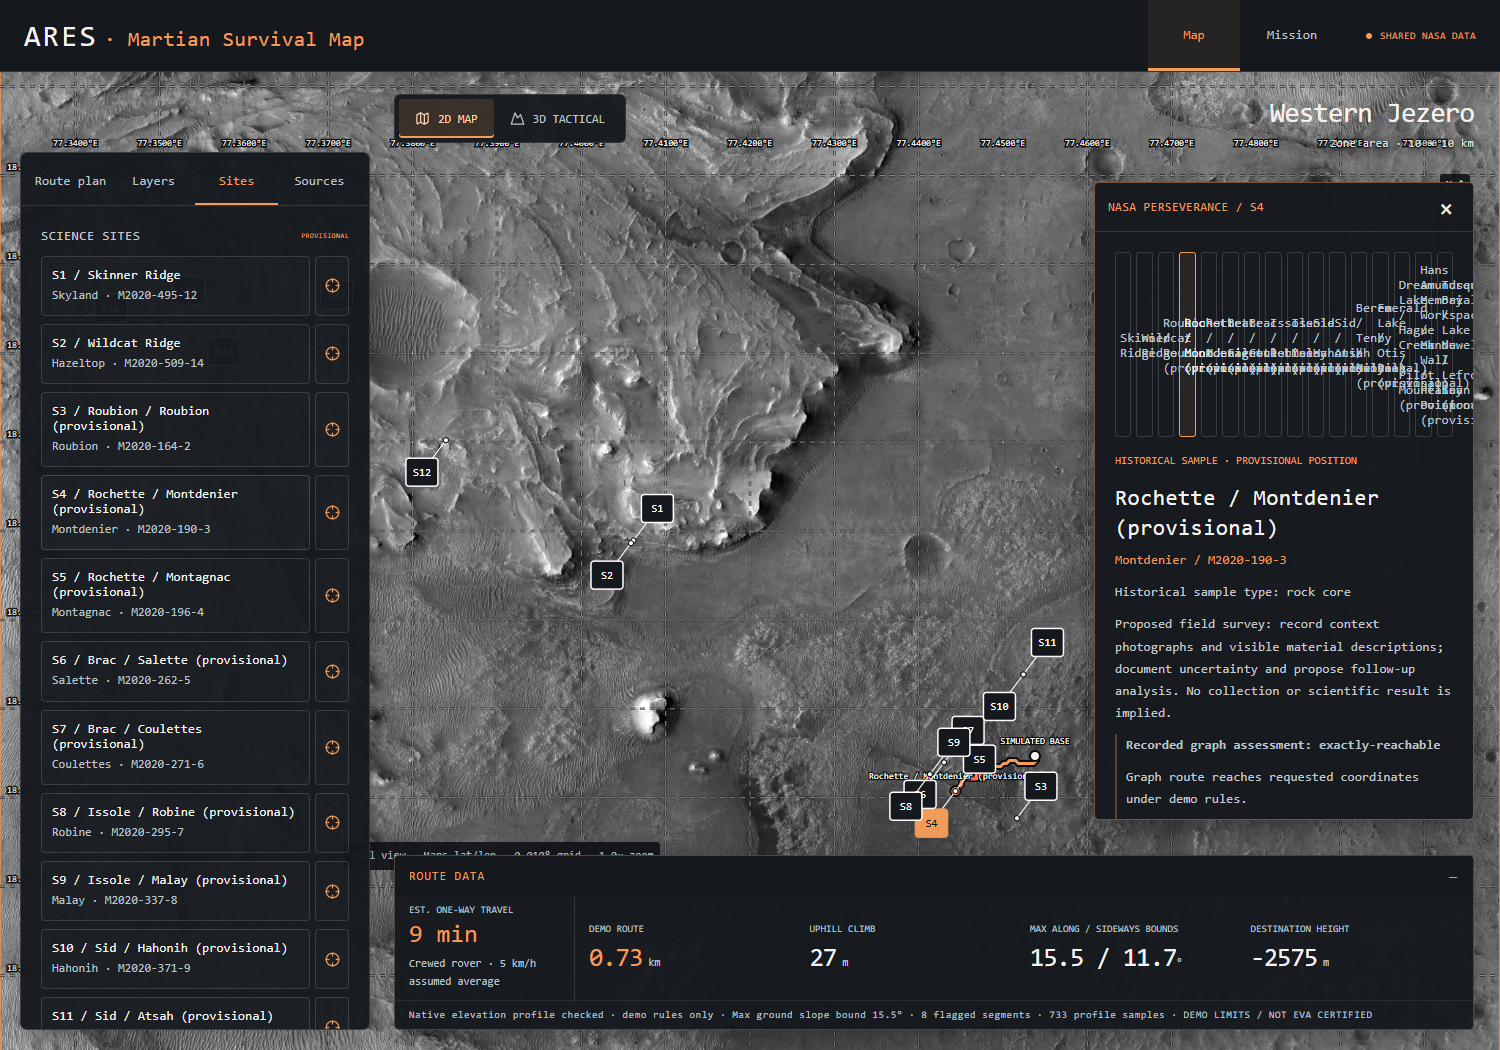 ARES · Martian Survival Map
Map
Mission
SHARED NASA DATA
2D MAP
3D TACTICAL
Western Jezero
77.3400°E 77.3500°E 77.3600°E 77.3700°E 77.4100°E 77.4200°E 77.4300°E 77.4400°E 77.4500°E 77.4600°E 77.4700°E 77.4800°E
Zone area · 10 × 10 km
Route plan
Layers
Sites
Sources
SCIENCE SITES
PROVISIONAL
S1 / Skinner Ridge
Skyland · M2020-495-12
S2 / Wildcat Ridge
Hazeltop · M2020-509-14
S3 / Roubion / Roubion
(provisional)
Roubion · M2020-164-2
S4 / Rochette / Montdenier
(provisional)
Montdenier · M2020-190-3
S5 / Rochette / Montagnac
(provisional)
Montagnac · M2020-196-4
S6 / Brac / Salette (provisional)
Salette · M2020-262-5
S7 / Brac / Coulettes
(provisional)
Coulettes · M2020-271-6
S8 / Issole / Robine (provisional)
Robine · M2020-295-7
S9 / Issole / Malay (provisional)
Malay · M2020-337-8
S10 / Sid / Hahonih (provisional)
Hahonih · M2020-371-9
S11 / Sid / Atsah (provisional)
S12
S1
S2
S11
S10
S9
S5
SIMULATED BASE
S3
S8
S4
NASA PERSEVERANCE / S4
×
HISTORICAL SAMPLE · PROVISIONAL POSITION
Rochette / Montdenier
(provisional)
Montdenier / M2020-190-3
Historical sample type: rock core
Proposed field survey: record context
photographs and visible material descriptions;
document uncertainty and propose follow-up
analysis. No collection or scientific result is
implied.
Recorded graph assessment: exactly-reachable
Graph route reaches requested coordinates
under demo rules.
ROUTE DATA
EST. ONE-WAY TRAVEL
9 min
Crewed rover · 5 km/h
assumed average
DEMO ROUTE
0.73 km
UPHILL CLIMB
27 m
MAX ALONG / SIDEWAYS BOUNDS
15.5 / 11.7°
DESTINATION HEIGHT
-2575 m
Native elevation profile checked · demo rules only · Max ground slope bound 15.5° · 8 flagged segments · 733 profile samples · DEMO LIMITS / NOT EVA CERTIFIED